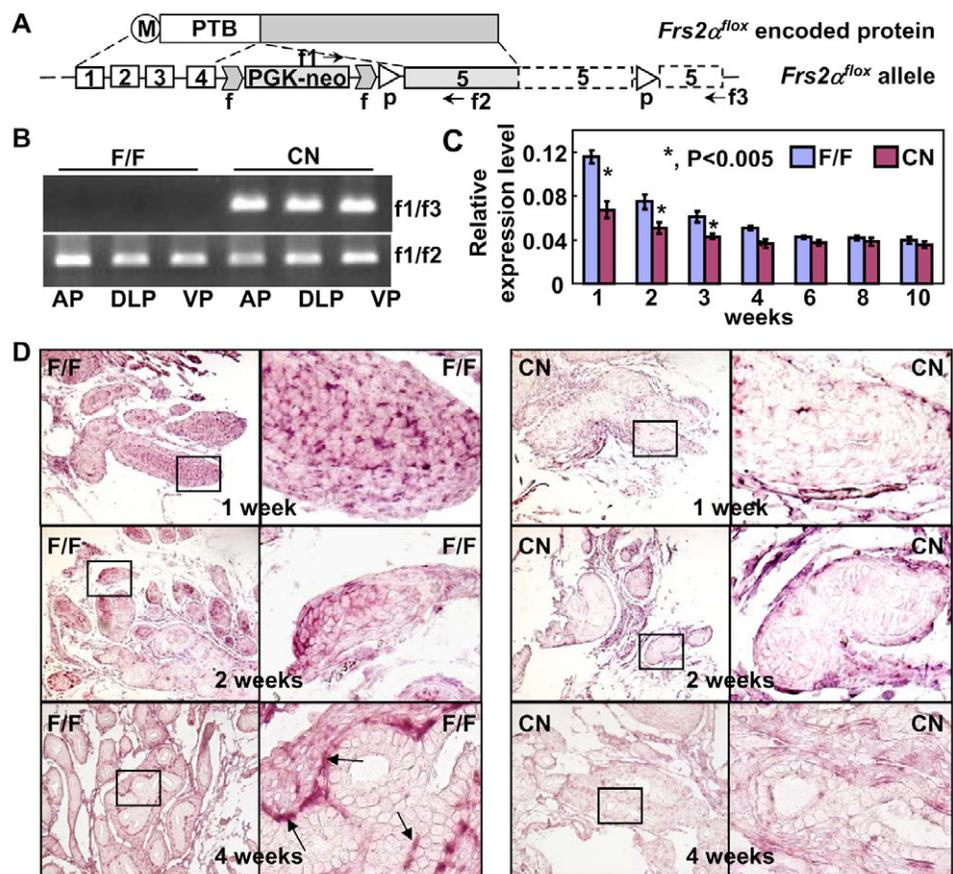 A
M PTB
Frs2α^flox encoded protein
f1
1 2 3 4 PGK-neo 5 5 5
Frs2α^flox allele
f f p f2 p f3
B
F/F CN
f1/f3
f1/f2
AP DLP VP AP DLP VP
C
Relative
expression level
0.12
0.08
0.04
0
*, P<0.005 F/F CN
* * *
1 2 3 4 6 8 10
weeks
D
F/F F/F CN CN
1 week 1 week
F/F F/F CN CN
2 weeks 2 weeks
F/F F/F CN CN
4 weeks 4 weeks